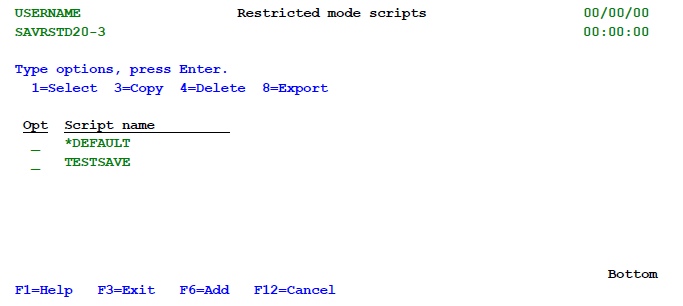 USERNAME Restricted mode scripts 00/00/00
SAVRSTD20-3 00:00:00
Type options, press Enter.
1=Select 3=Copy 4=Delete 8=Export
Opt Script name
_ *DEFAULT
_ TESTSAVE
Bottom
F1=Help F3=Exit F6=Add F12=Cancel